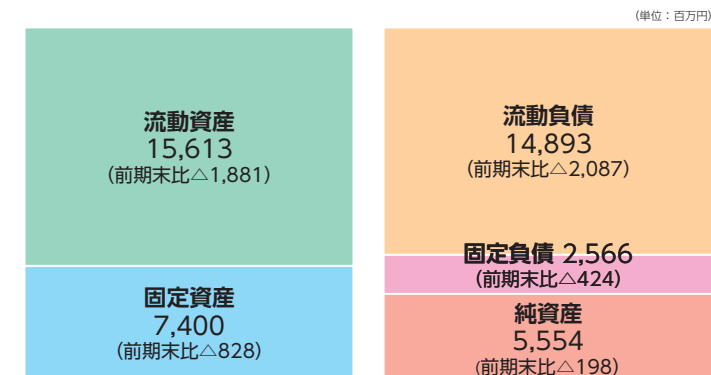 (単位：百万円)
流動資産
15,613
(前期末比△1,881)
固定資産
7,400
(前期末比△828)
流動負債
14,893
(前期末比△2,087)
固定負債 2,566
(前期末比△424)
純資産
5,554
(前期末比△198)